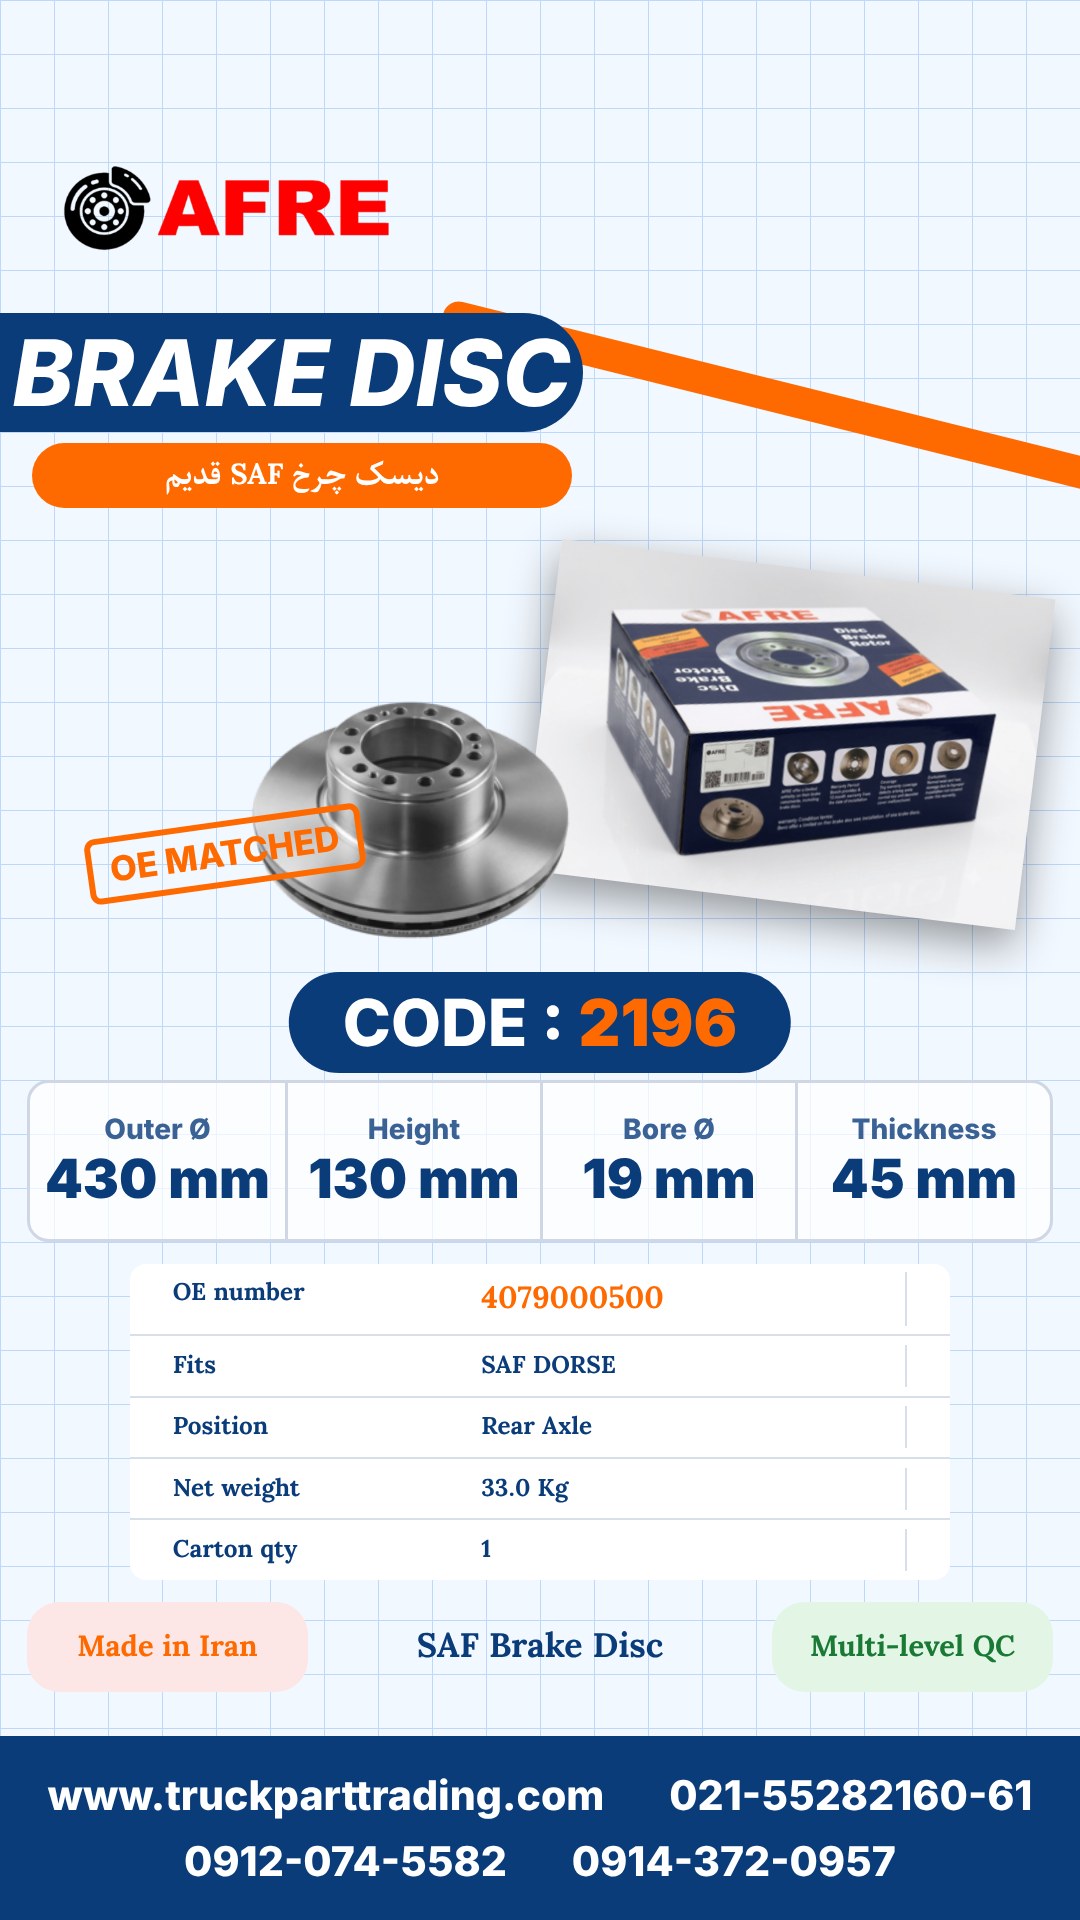 AFRE
BRAKE DISC
دیسک چرخ SAF قدیم
AFRE
Disc
Brake
Rotor
Disc
Brake
Rotor
AFRE
OE MATCHED
CODE : 2196
Outer Ø
430 mm
Height
130 mm
Bore Ø
19 mm
Thickness
45 mm
OE number 4079000500
Fits SAF DORSE
Position Rear Axle
Net weight 33.0 Kg
Carton qty 1
Made in Iran
SAF Brake Disc
Multi-level QC
www.truckparttrading.com 021-55282160-61
0912-074-5582 0914-372-0957